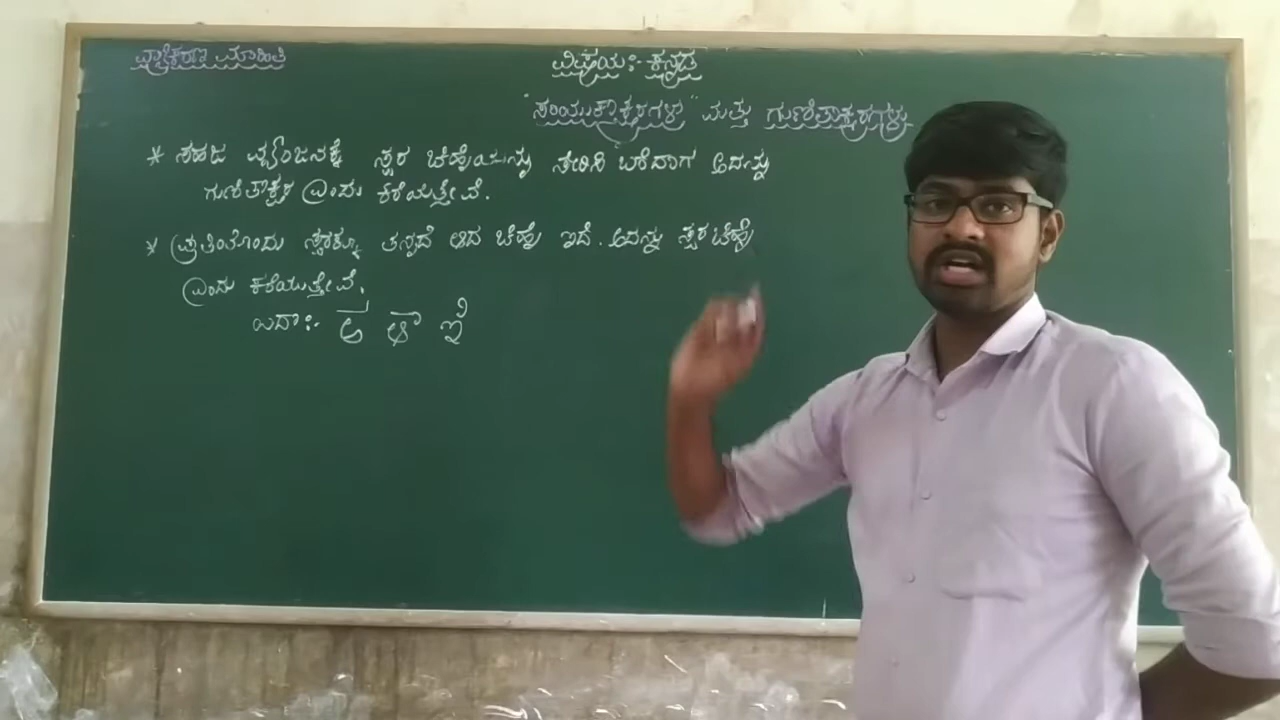 ವ್ಯಾಕರಣ ಮಾಹಿತಿ
ವಿಷಯ:- ಕನ್ನಡ
"ಸಂಯುಕ್ತಾಕ್ಷರಗಳು" ಮತ್ತು ಗುಣಿತಾಕ್ಷರಗಳು
* ಸಹಜ ವ್ಯಂಜನಕ್ಕೆ ಸ್ವರ ಚಿಹ್ನೆಯನ್ನು ಸೇರಿಸಿ ಬರೆದಾಗ ಅದನ್ನು
ಗುಣಿತಾಕ್ಷರ ಎಂದು ಕರೆಯುತ್ತೇವೆ.
* ಪ್ರತಿಯೊಂದು ಸ್ವರಕ್ಕೂ ತನ್ನದೆ ಆದ ಚಿಹ್ನೆ ಇದೆ. ಅದನ್ನು ಸ್ವರ ಚಿಹ್ನೆ
ಎಂದು ಕರೆಯುತ್ತೇವೆ.
ಉದಾ:- ಅ ಆ ಇ